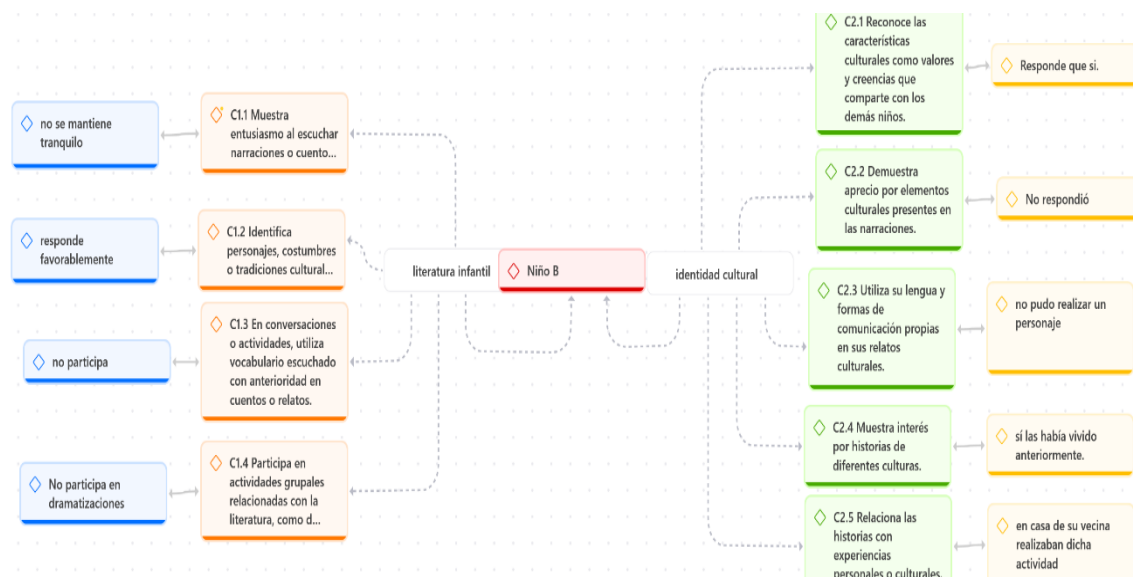 no se mantiene
tranquilo
C1.1 Muestra
entusiasmo al escuchar
narraciones o cuento...
responde
favorablemente
C1.2 Identifica
personajes, costumbres
o tradiciones cultural...
no participa
C1.3 En conversaciones
o actividades, utiliza
vocabulario escuchado
con anterioridad en
cuentos o relatos.
No participa en
dramatizaciones
C1.4 Participa en
actividades grupales
relacionadas con la
literatura, como d...
literatura infantil
Niño B
identidad cultural
C2.1 Reconoce las
características
culturales como valores
y creencias que
comparte con los
demás niños.
Responde que si.
C2.2 Demuestra
aprecio por elementos
culturales presentes en
las narraciones.
No respondió
C2.3 Utiliza su lengua y
formas de
comunicación propias
en sus relatos
culturales.
no pudo realizar un
personaje
C2.4 Muestra interés
por historias de
diferentes culturas.
sí las había vivido
anteriormente.
C2.5 Relaciona las
historias con
experiencias
personales o culturales.
en casa de su vecina
realizaban dicha
actividad